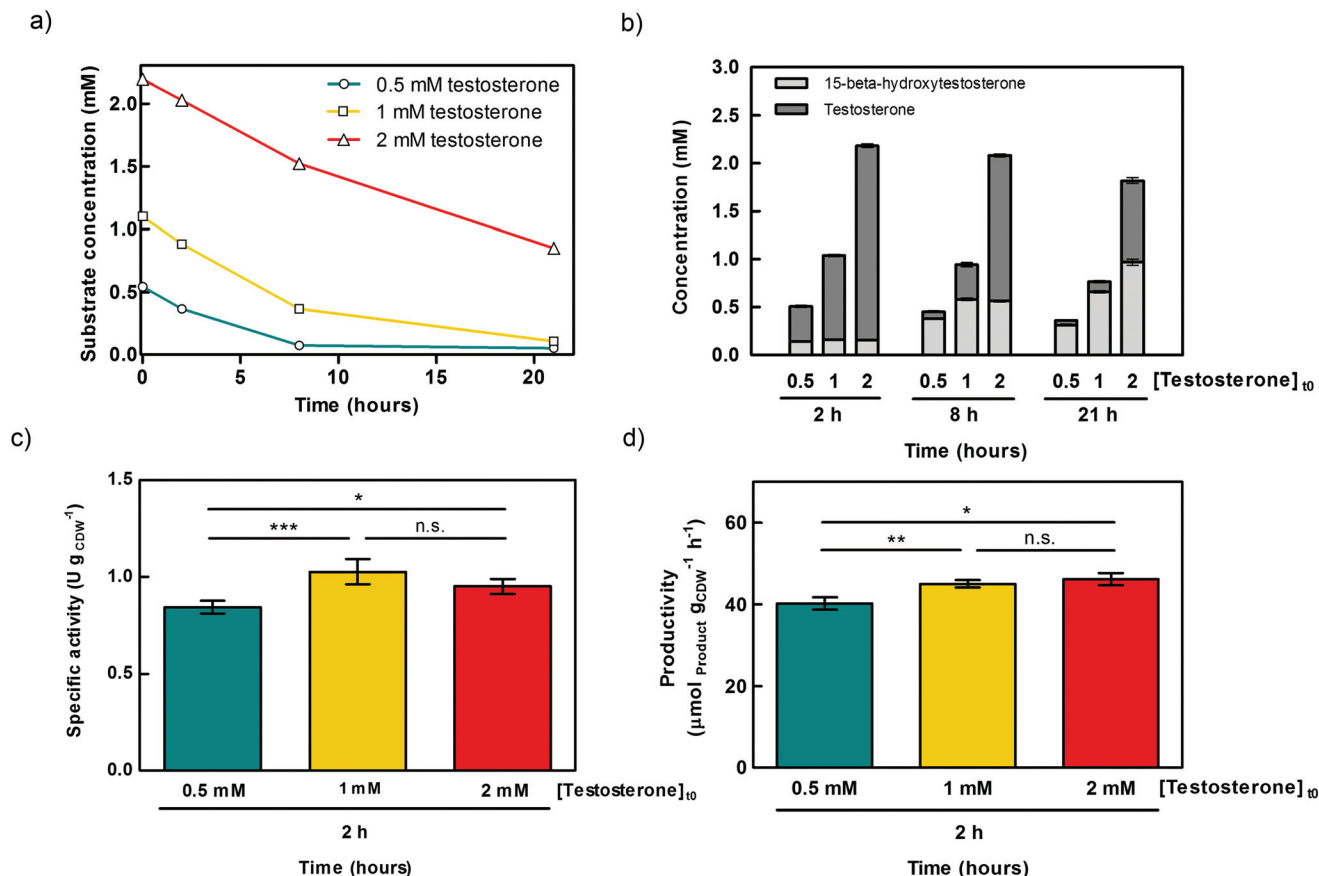 a)
Substrate concentration (mM)
2.0
1.5
1.0
0.5
0.0
0.5 mM testosterone
1 mM testosterone
2 mM testosterone
0
5
10
15
20
Time (hours)
b)
Concentration (mM)
3.0
2.5
2.0
1.5
1.0
0.5
0.0
15-beta-hydroxytestosterone
Testosterone
0.5 1 2 0.5 1 2 0.5 1 2 [Testosterone]t0
2 h 8 h 21 h
Time (hours)
c)
Specific activity (U gCDW-1)
1.5
1.0
0.5
0.0
*
***
n.s.
0.5 mM 1 mM 2 mM [Testosterone]t0
2 h
Time (hours)
d)
Productivity
(μmol Product gCDW-1 h-1)
60
40
20
0
*
**
n.s.
0.5 mM 1 mM 2 mM [Testosterone]t0
2 h
Time (hours)